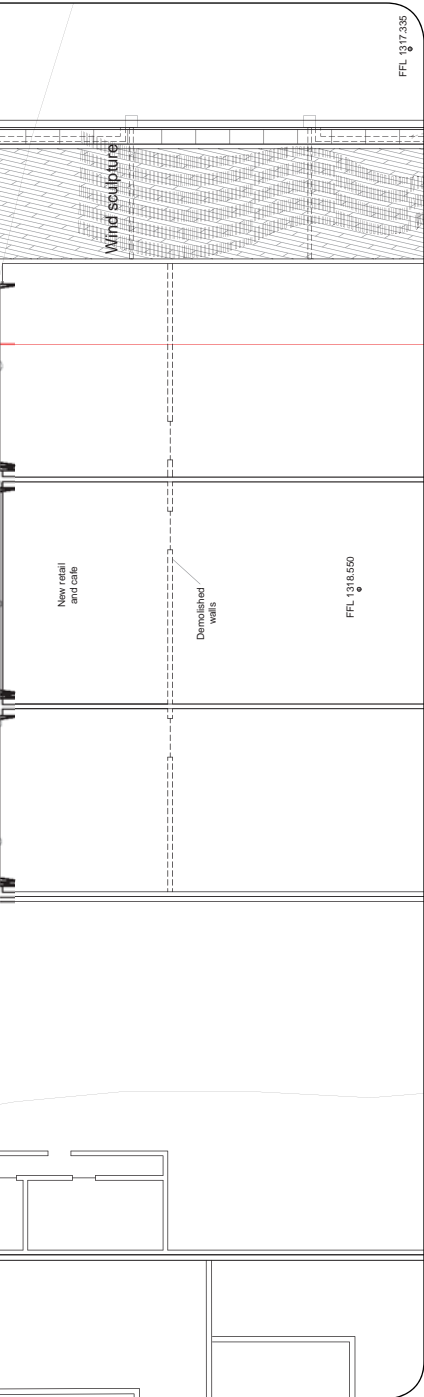 FFL 1317.335
Wind sculpture
New retail
and cafe
Demolished
walls
FFL 1318.550